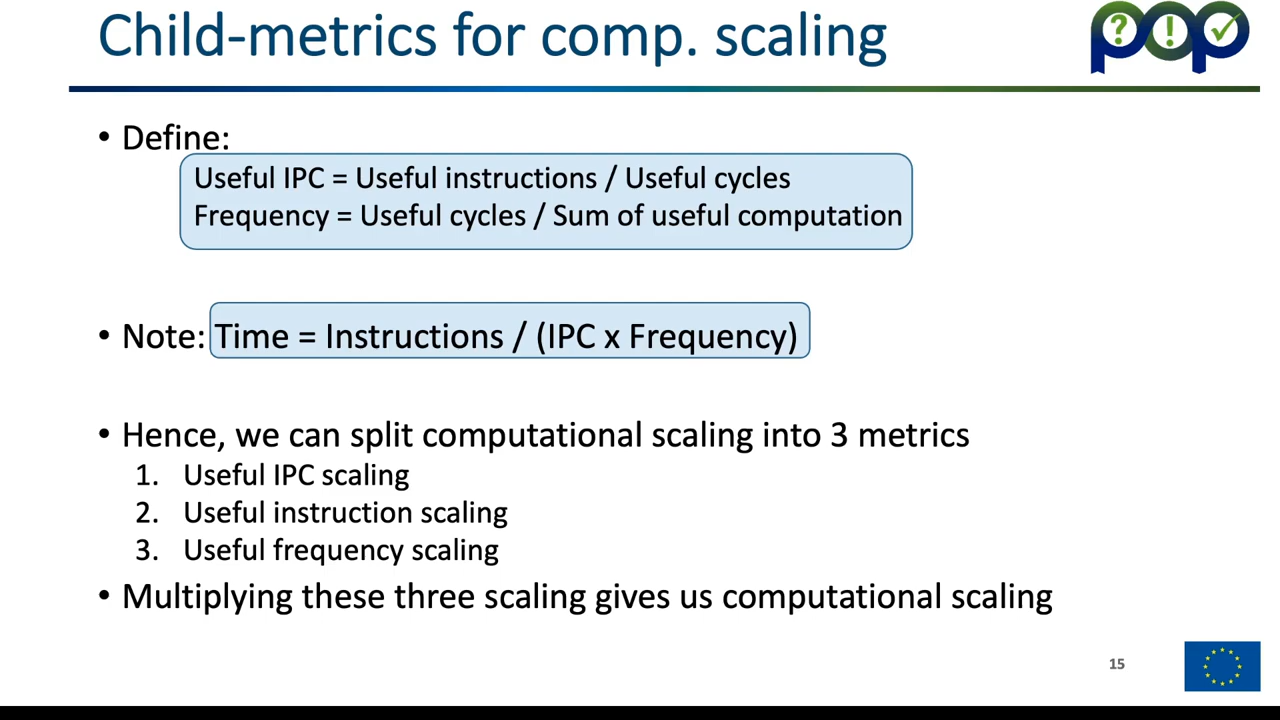 Child-metrics for comp. scaling
pop
• Define:
Useful IPC = Useful instructions / Useful cycles
Frequency = Useful cycles / Sum of useful computation
• Note: Time = Instructions / (IPC x Frequency)
• Hence, we can split computational scaling into 3 metrics
1. Useful IPC scaling
2. Useful instruction scaling
3. Useful frequency scaling
• Multiplying these three scaling gives us computational scaling
15